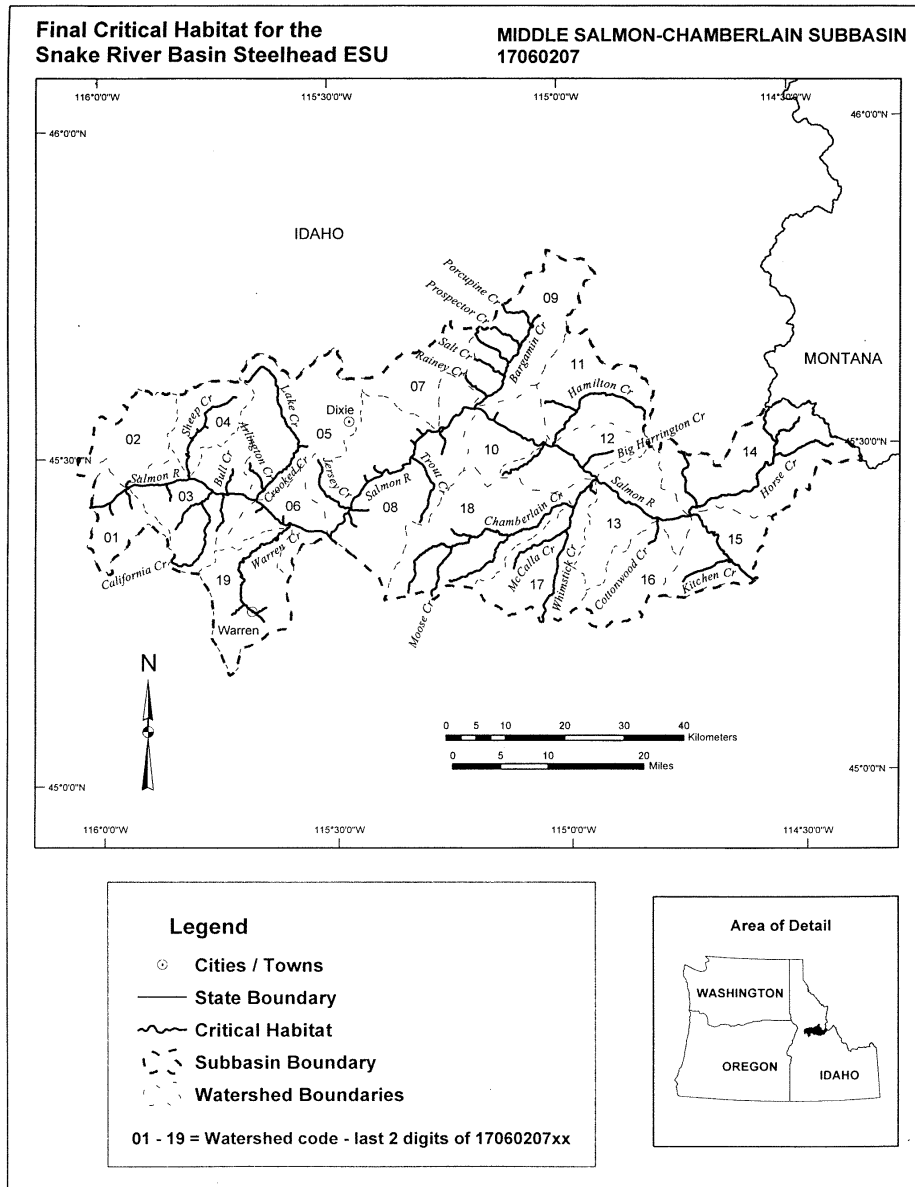 Final Critical Habitat for the
Snake River Basin Steelhead ESU
MIDDLE SALMON-CHAMBERLAIN SUBBASIN
17060207
116°0'0"W
115°30'0"W
115°0'0"W
114°30'0"W
46°0'0"N
46°0'0"N
IDAHO
MONTANA
Porcupine Cr
Prospector Cr
09
Salt Cr
Rainey Cr
Bargamin Cr
11
07
Hamilton Cr
Sheep Cr
04
Lake Cr
Dixie
05
02
Arlington Cr
10
12
Big Harrington Cr
14
45°30'0"N
45°30'0"N
Salmon R
03
Bull Cr
Crooked Cr
Jersey Cr
Salmon R
Trout Cr
Horse Cr
06
08
18
Chamberlain Cr
Salmon R
01
13
Warren Cr
15
California Cr
19
McCalla Cr
17
Whimstick Cr
Cottonwood Cr
16
Kitchen Cr
Moose Cr
Warren
N
0 5 10 20 30 40
Kilometers
0 5 10 20
Miles
45°0'0"N
45°0'0"N
116°0'0"W
115°30'0"W
115°0'0"W
114°30'0"W
Legend
Cities / Towns
State Boundary
Critical Habitat
Subbasin Boundary
Watershed Boundaries
01 - 19 = Watershed code - last 2 digits of 17060207xx
Area of Detail
WASHINGTON
OREGON
IDAHO